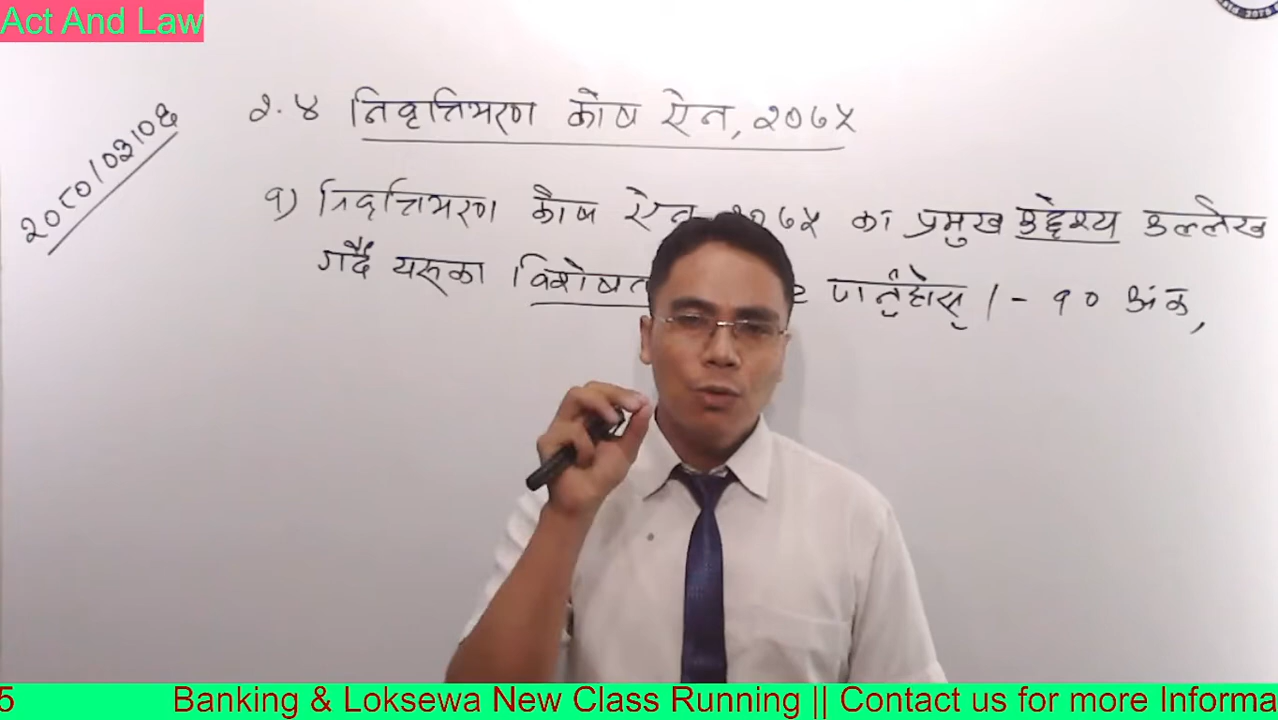 Act And Law
२०८०/०३/०६
२.४ निवृत्तिभरण कोष ऐन, २०७५
१) निवृत्तिभरण कोष ऐन २०७५ का प्रमुख उद्देश्य उल्लेख
गर्दै यसका पार्नुहोस् । - १० अंक,
5 Banking & Loksewa New Class Running || Contact us for more Informa